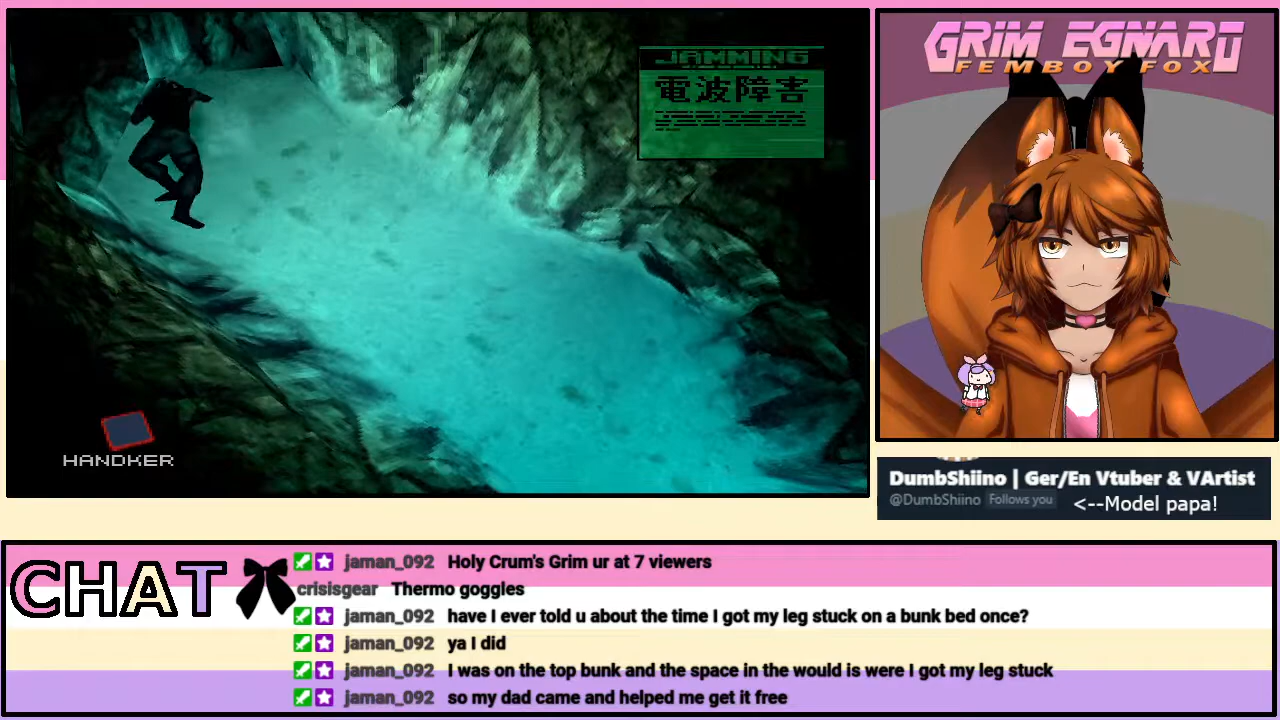 JAMMING
電波障害
HANDKER
GRIM EGNART
FEMBOY FOX
DumbShiino | Ger/En Vtuber & VArtist
@DumbShiino Follows you <--Model papa!
CHAT
jaman_092 Holy Crum's Grim ur at 7 viewers
crisisgear Thermo goggles
jaman_092 have I ever told u about the time I got my leg stuck on a bunk bed once?
jaman_092 ya I did
jaman_092 I was on the top bunk and the space in the would is were I got my leg stuck
jaman_092 so my dad came and helped me get it free